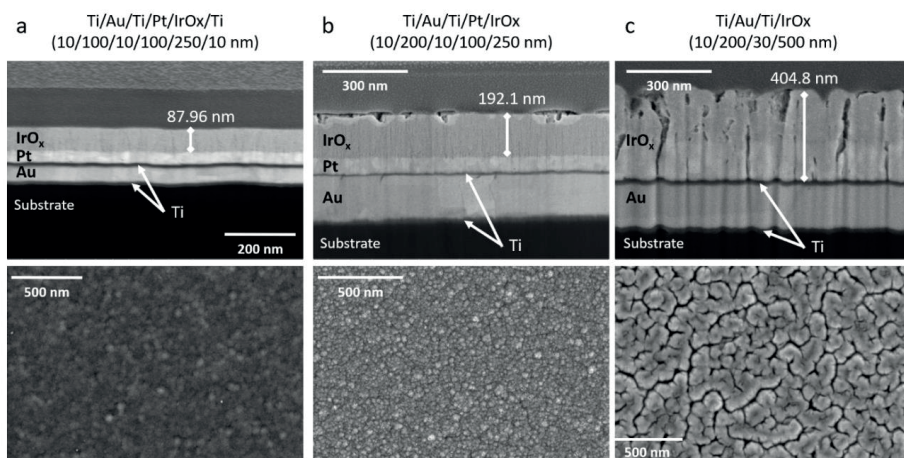 a
Ti/Au/Ti/Pt/IrOx/Ti
(10/100/10/100/250/10 nm)
87.96 nm
IrOₓ
Pt
Au
Ti
Substrate
200 nm
500 nm
b
Ti/Au/Ti/Pt/IrOx
(10/200/10/100/250 nm)
300 nm
192.1 nm
IrOₓ
Pt
Au
Ti
Substrate
500 nm
c
Ti/Au/Ti/IrOx
(10/200/30/500 nm)
300 nm
404.8 nm
IrOₓ
Au
Ti
Substrate
500 nm